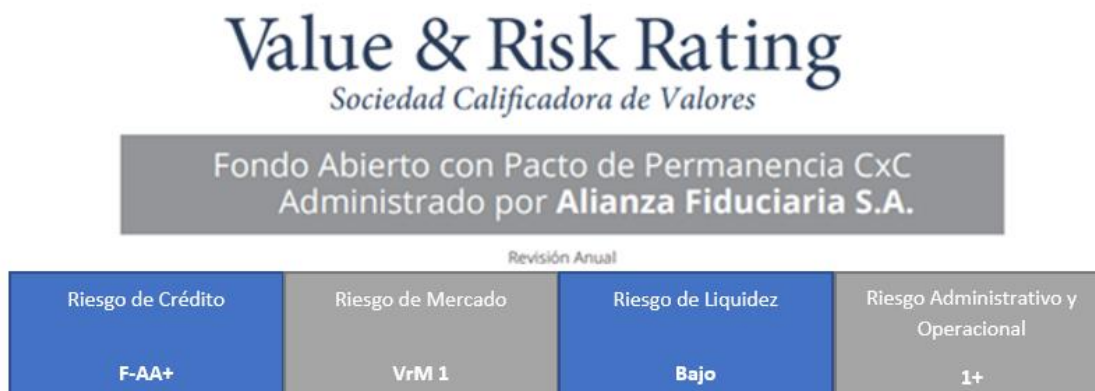 Value & Risk Rating
Sociedad Calificadora de Valores
Fondo Abierto con Pacto de Permanencia CxC
Administrado por Alianza Fiduciaria S.A.
Revisión Anual
Riesgo de Crédito
F-AA+
Riesgo de Mercado
VrM 1
Riesgo de Liquidez
Bajo
Riesgo Administrativo y
Operacional
1+